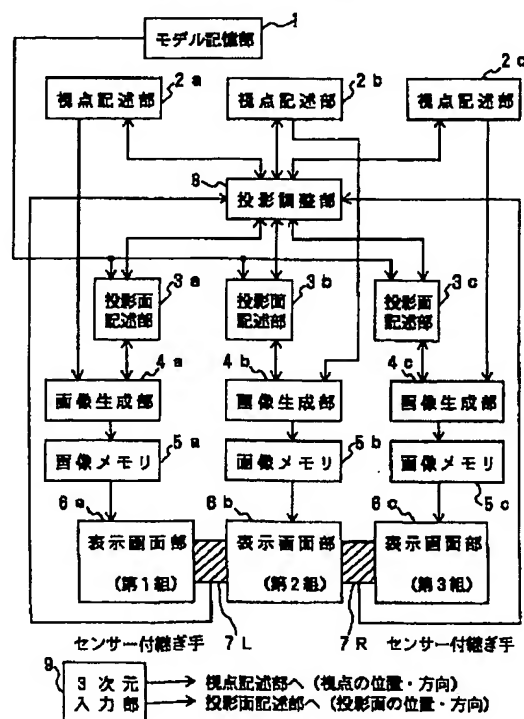 1
モデル記憶部
2a
2b
2c
視点記述部
視点記述部
視点記述部
8
投影調整部
3a
3b
3c
投影面
記述部
投影面
記述部
投影面
記述部
4a
4b
4c
画像生成部
画像生成部
画像生成部
5a
5b
5c
画像メモリ
画像メモリ
画像メモリ
6a
6b
6c
表示画面部
(第1組)
表示画面部
(第2組)
表示画面部
(第3組)
センサー付継ぎ手
7L
7R
センサー付継ぎ手
9
3次元
入力部
視点記述部へ(視点の位置・方向)
投影面記述部へ(投影面の位置・方向)